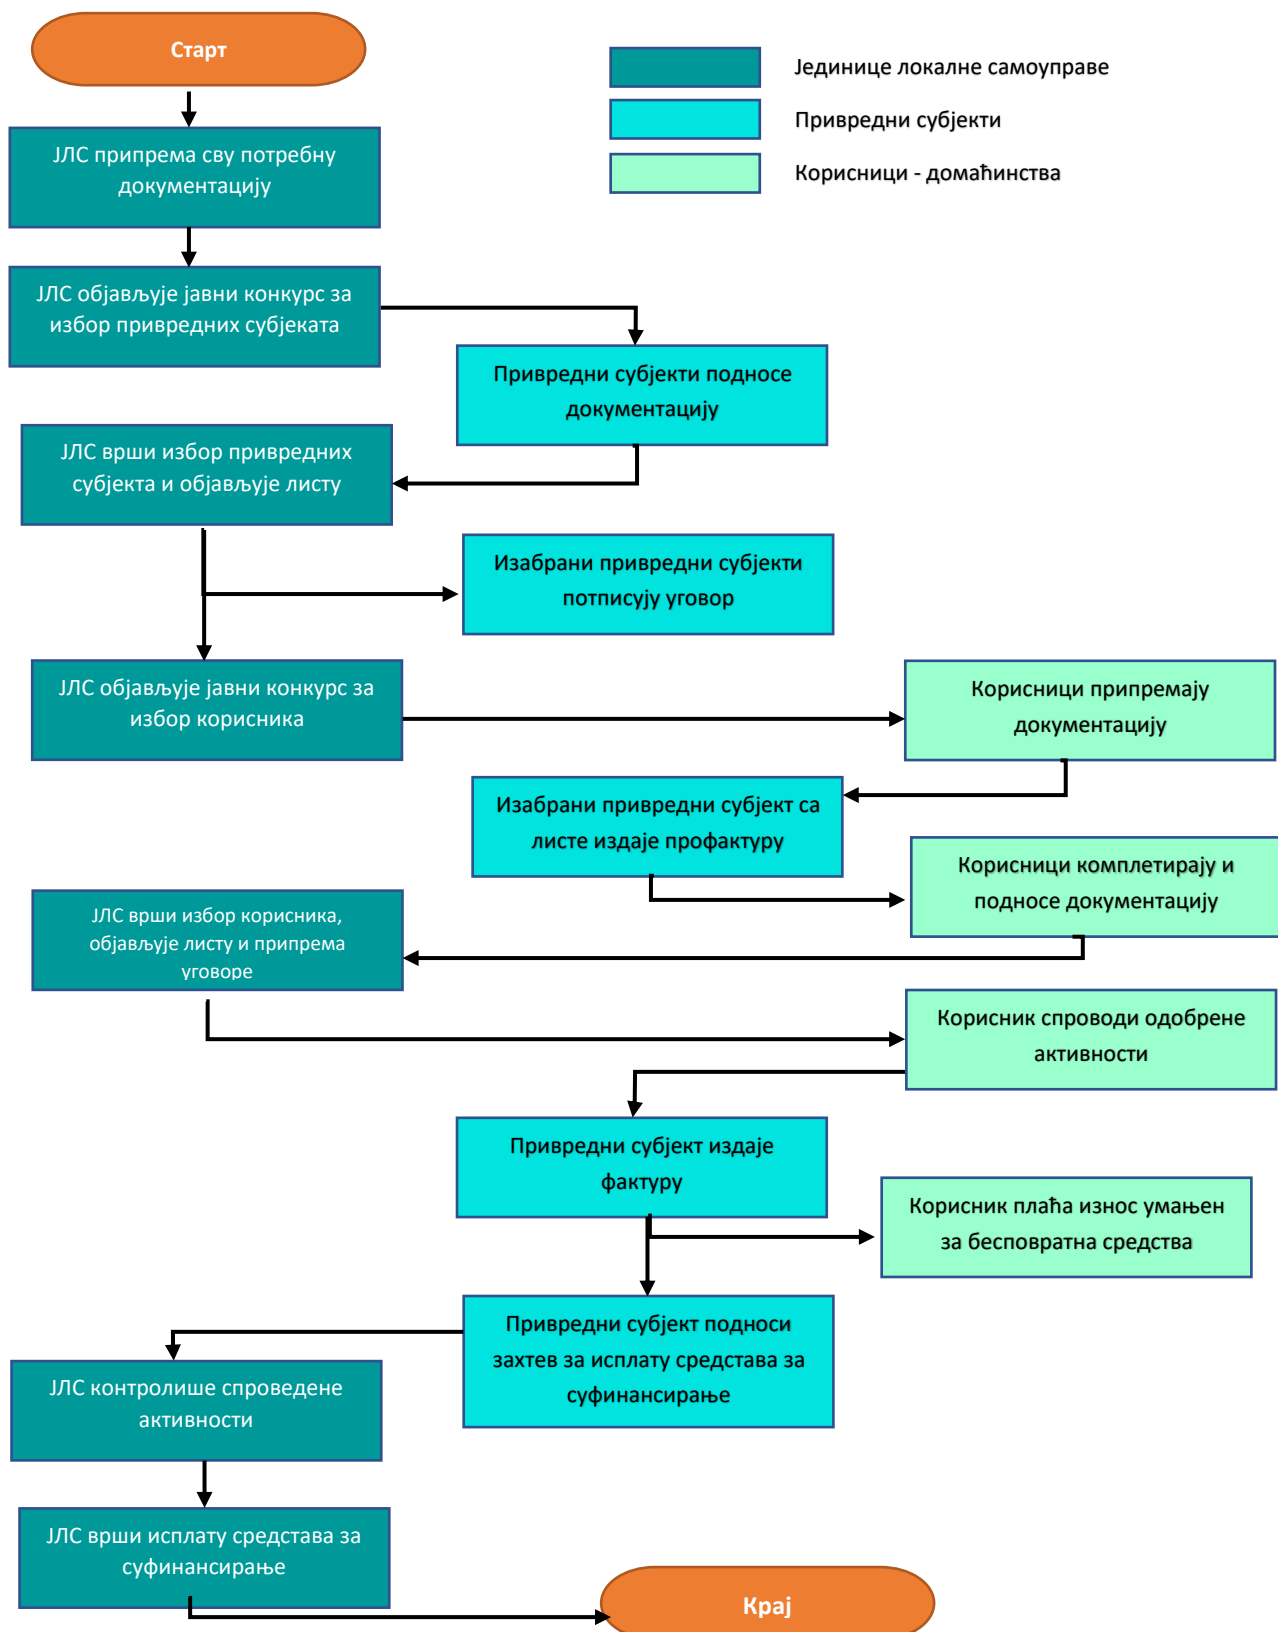 Старт
Јединице локалне самоуправе
Привредни субјекти
Корисници - домаћинства
ЈЛС припрема сву потребну
документацију
ЈЛС објављује јавни конкурс за
избор привредних субјеката
Привредни субјекти подносе
документацију
ЈЛС врши избор привредних
субјекта и објављује листу
Изабрани привредни субјекти
потписују уговор
ЈЛС објављује јавни конкурс за
избор корисника
Корисници припремају
документацију
Изабрани привредни субјект са
листе издаје профактуру
Корисници комплетирају и
подносе документацију
ЈЛС врши избор корисника,
објављује листу и припрема
уговоре
Корисник спроводи одобрене
активности
Привредни субјект издаје
фактуру
Корисник плаћа износ умањен
за бесповратна средства
Привредни субјект подноси
захтев за исплату средстава за
суфинансирање
ЈЛС контролише спроведене
активности
ЈЛС врши исплату средстава за
суфинансирање
Крај